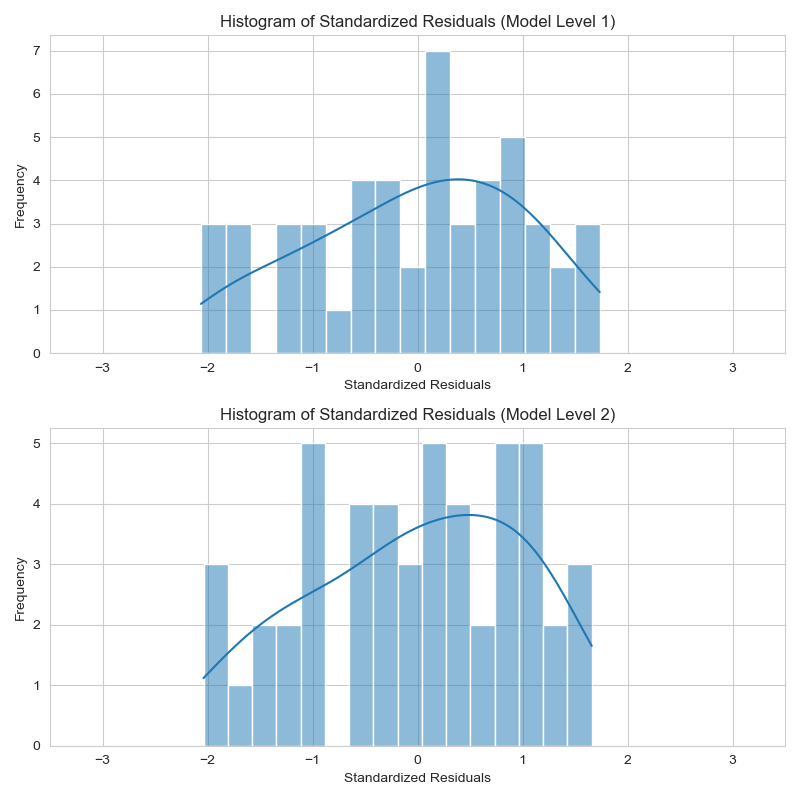 Histogram of Standardized Residuals (Model Level 1)
7
6
5
4
3
2
1
0
Frequency
−3 −2 −1 0 1 2 3
Standardized Residuals
Histogram of Standardized Residuals (Model Level 2)
5
4
3
2
1
0
Frequency
−3 −2 −1 0 1 2 3
Standardized Residuals